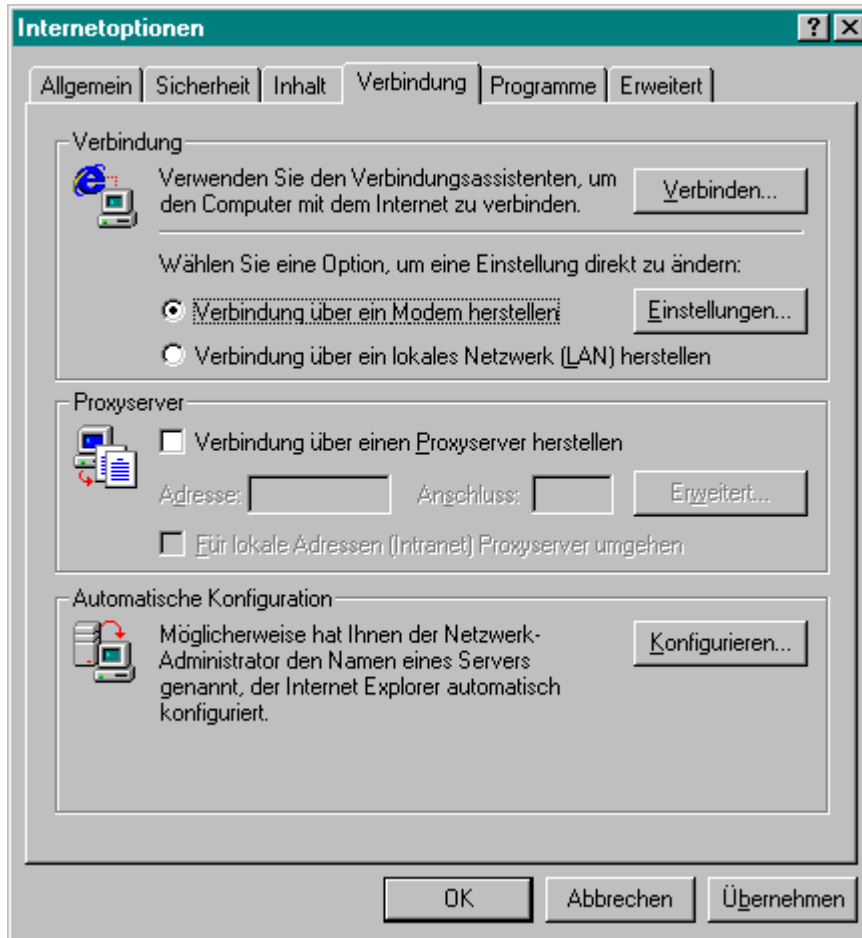 Internetoptionen
Allgemein Sicherheit Inhalt Verbindung Programme Erweitert
Verbindung
Verwenden Sie den Verbindungsassistenten, um
den Computer mit dem Internet zu verbinden.
Verbinden...
Wählen Sie eine Option, um eine Einstellung direkt zu ändern:
Verbindung über ein Modem herstellen
Einstellungen...
Verbindung über ein lokales Netzwerk (LAN) herstellen
Proxyserver
Verbindung über einen Proxyserver herstellen
Adresse: Anschluss: Erweitert...
Für lokale Adressen (Intranet) Proxyserver umgehen
Automatische Konfiguration
Möglicherweise hat Ihnen der Netzwerk-
Administrator den Namen eines Servers
genannt, der Internet Explorer automatisch
konfiguriert.
Konfigurieren...
OK Abbrechen Übernehmen